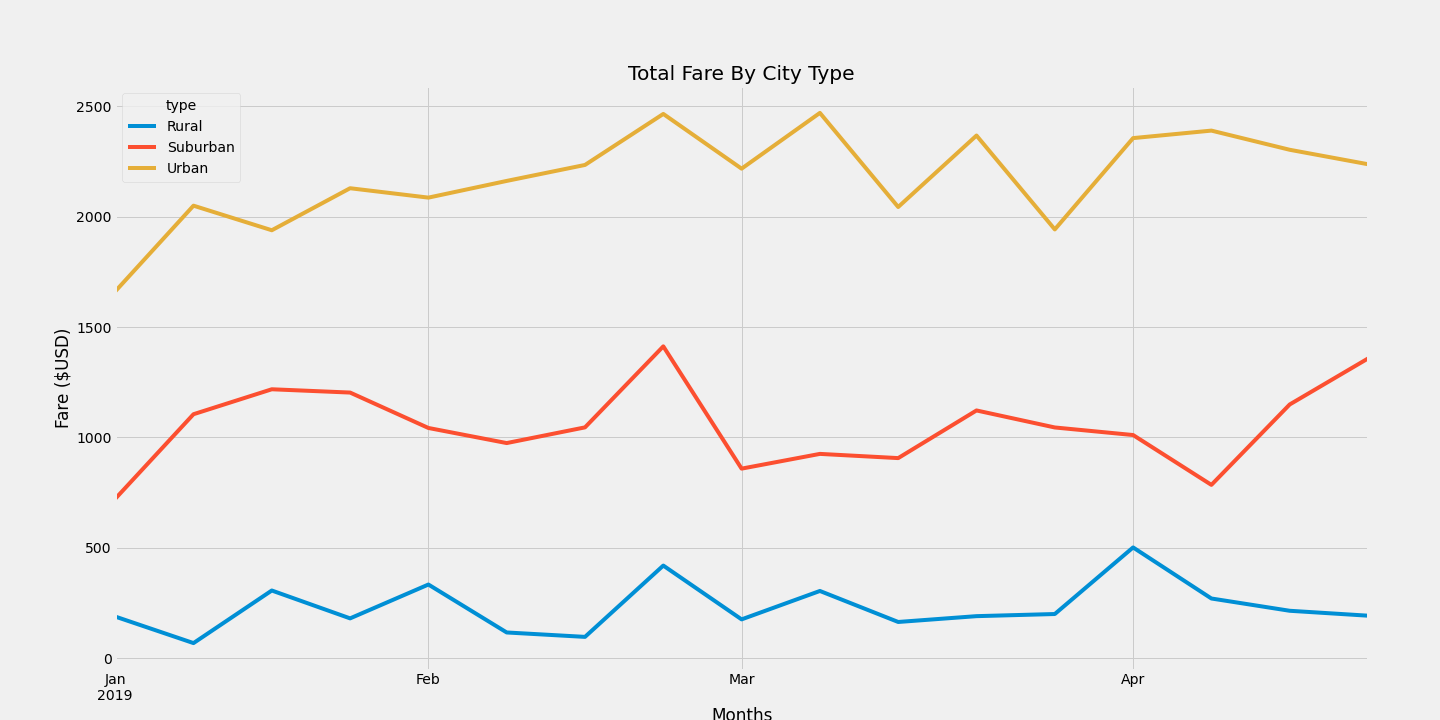 Total Fare By City Type
type
Rural
Suburban
Urban
Fare ($USD)
2500
2000
1500
1000
500
0
Jan Feb Mar Apr
2019
Months